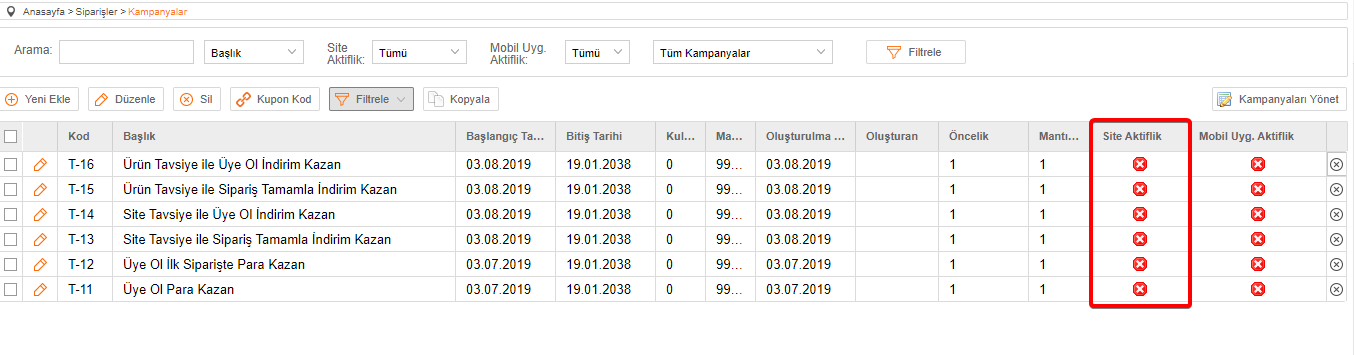 Anasayfa > Siparişler > Kampanyalar
Arama: Başlık Site Aktiflik: Tümü Mobil Uyg. Aktiflik: Tümü Tüm Kampanyalar Filtrele
Yeni Ekle Düzenle Sil Kupon Kod Filtrele Kopyala Kampanyaları Yönet
Kod Başlık Başlangıç Ta... Bitiş Tarihi Kul... Ma... Oluşturulma ... Oluşturan Öncelik Mantı... Site Aktiflik Mobil Uyg. Aktiflik
T-16 Ürün Tavsiye ile Üye Ol İndirim Kazan 03.08.2019 19.01.2038 0 99... 03.08.2019 1 1
T-15 Ürün Tavsiye ile Sipariş Tamamla İndirim Kazan 03.08.2019 19.01.2038 0 99... 03.08.2019 1 1
T-14 Site Tavsiye ile Üye Ol İndirim Kazan 03.08.2019 19.01.2038 0 99... 03.08.2019 1 1
T-13 Site Tavsiye ile Sipariş Tamamla İndirim Kazan 03.08.2019 19.01.2038 0 99... 03.08.2019 1 1
T-12 Üye Ol İlk Siparişte Para Kazan 03.07.2019 19.01.2038 0 99... 03.07.2019 1 1
T-11 Üye Ol Para Kazan 03.07.2019 19.01.2038 0 99... 03.07.2019 1 1